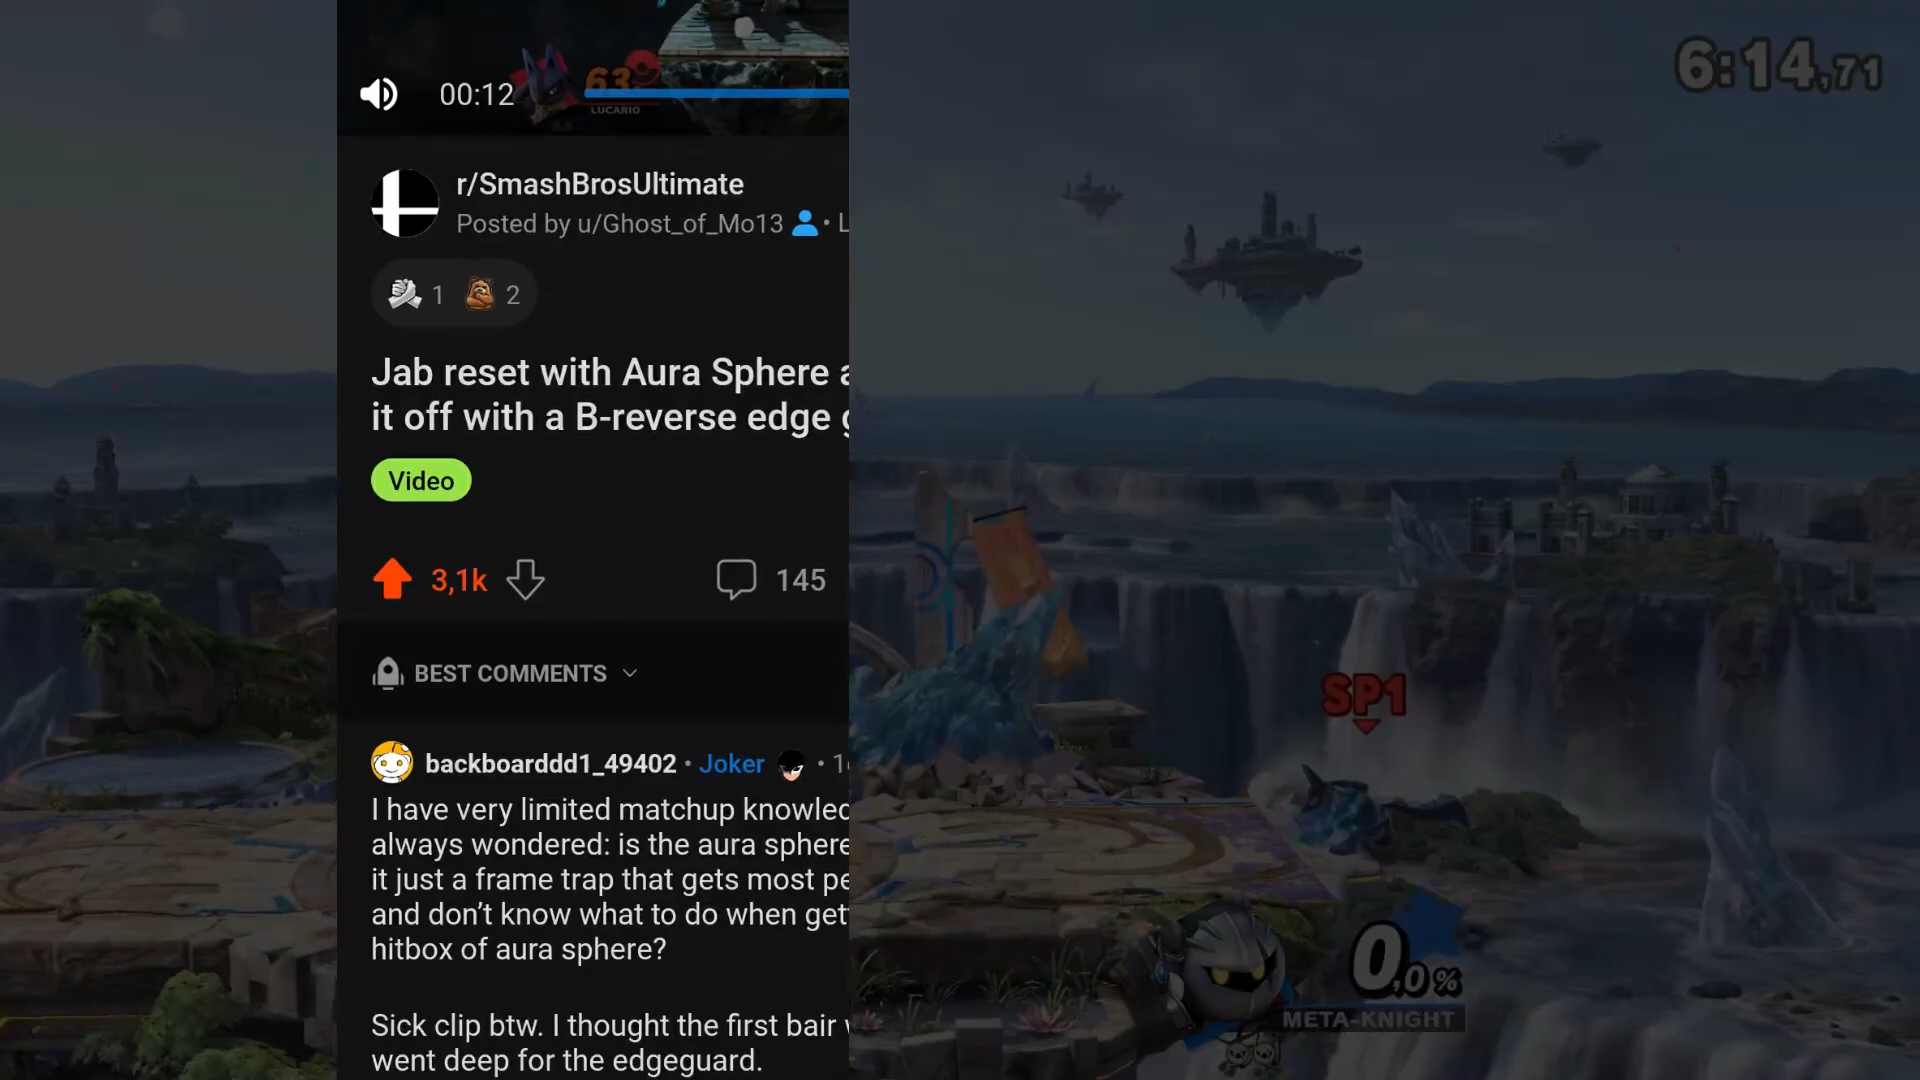 6:14,71
00:12
63
LUCARIO
r/SmashBrosUltimate
Posted by u/Ghost_of_Mo13 • L
1 2
Jab reset with Aura Sphere a
it off with a B-reverse edge g
Video
3,1k 145
BEST COMMENTS
backboarddd1_49402 • Joker • 1
I have very limited matchup knowled
always wondered: is the aura sphere
it just a frame trap that gets most pe
and don’t know what to do when get
hitbox of aura sphere?
Sick clip btw. I thought the first bair
went deep for the edgeguard.
SP1
0,0%
META-KNIGHT